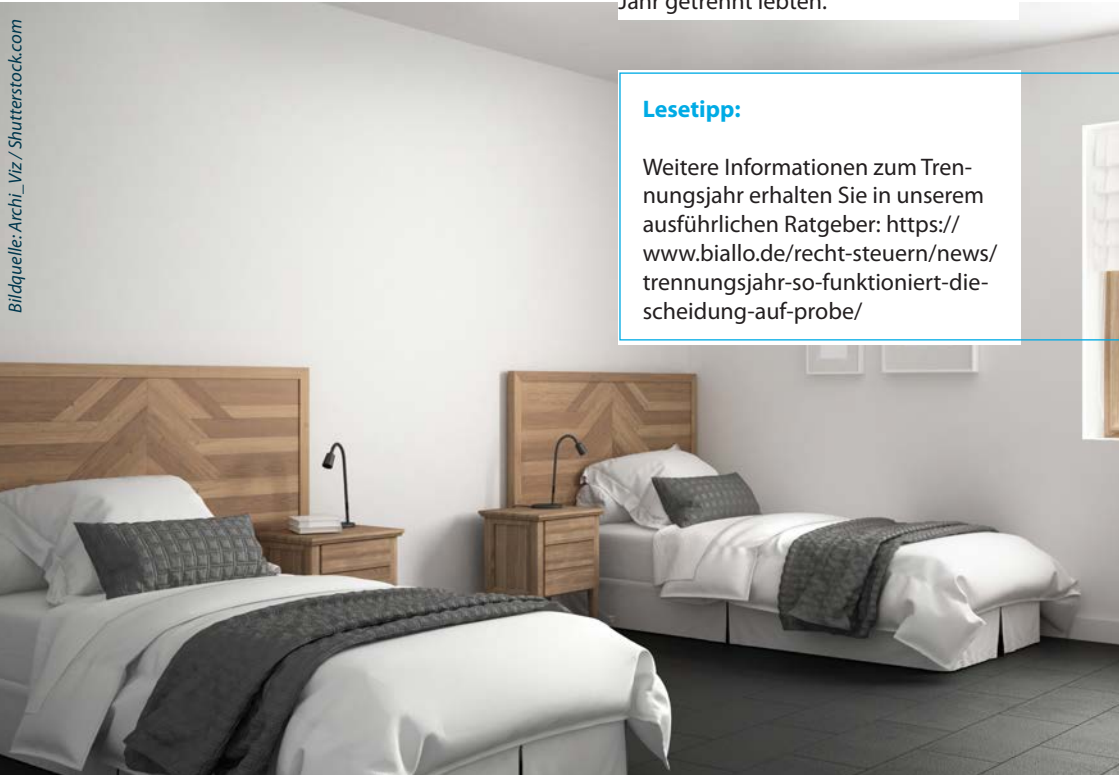 Jahr getrennt lebten.
Bildquelle: Archi_Viz / Shutterstock.com
Lesetipp:
Weitere Informationen zum Tren-
nungsjahr erhalten Sie in unserem
ausführlichen Ratgeber: https://
www.biallo.de/recht-steuern/news/
trennungsjahr-so-funktioniert-die-
scheidung-auf-probe/